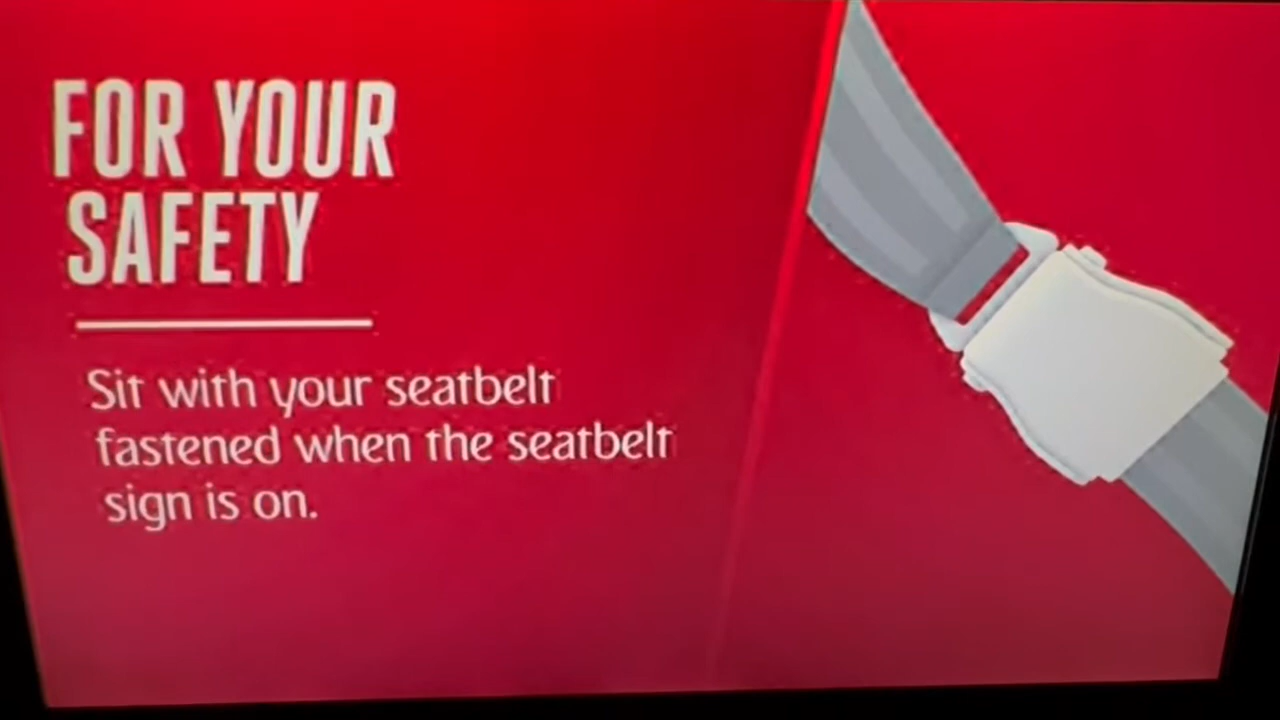 FOR YOUR
SAFETY
Sit with your seatbelt
fastened when the seatbelt
sign is on.